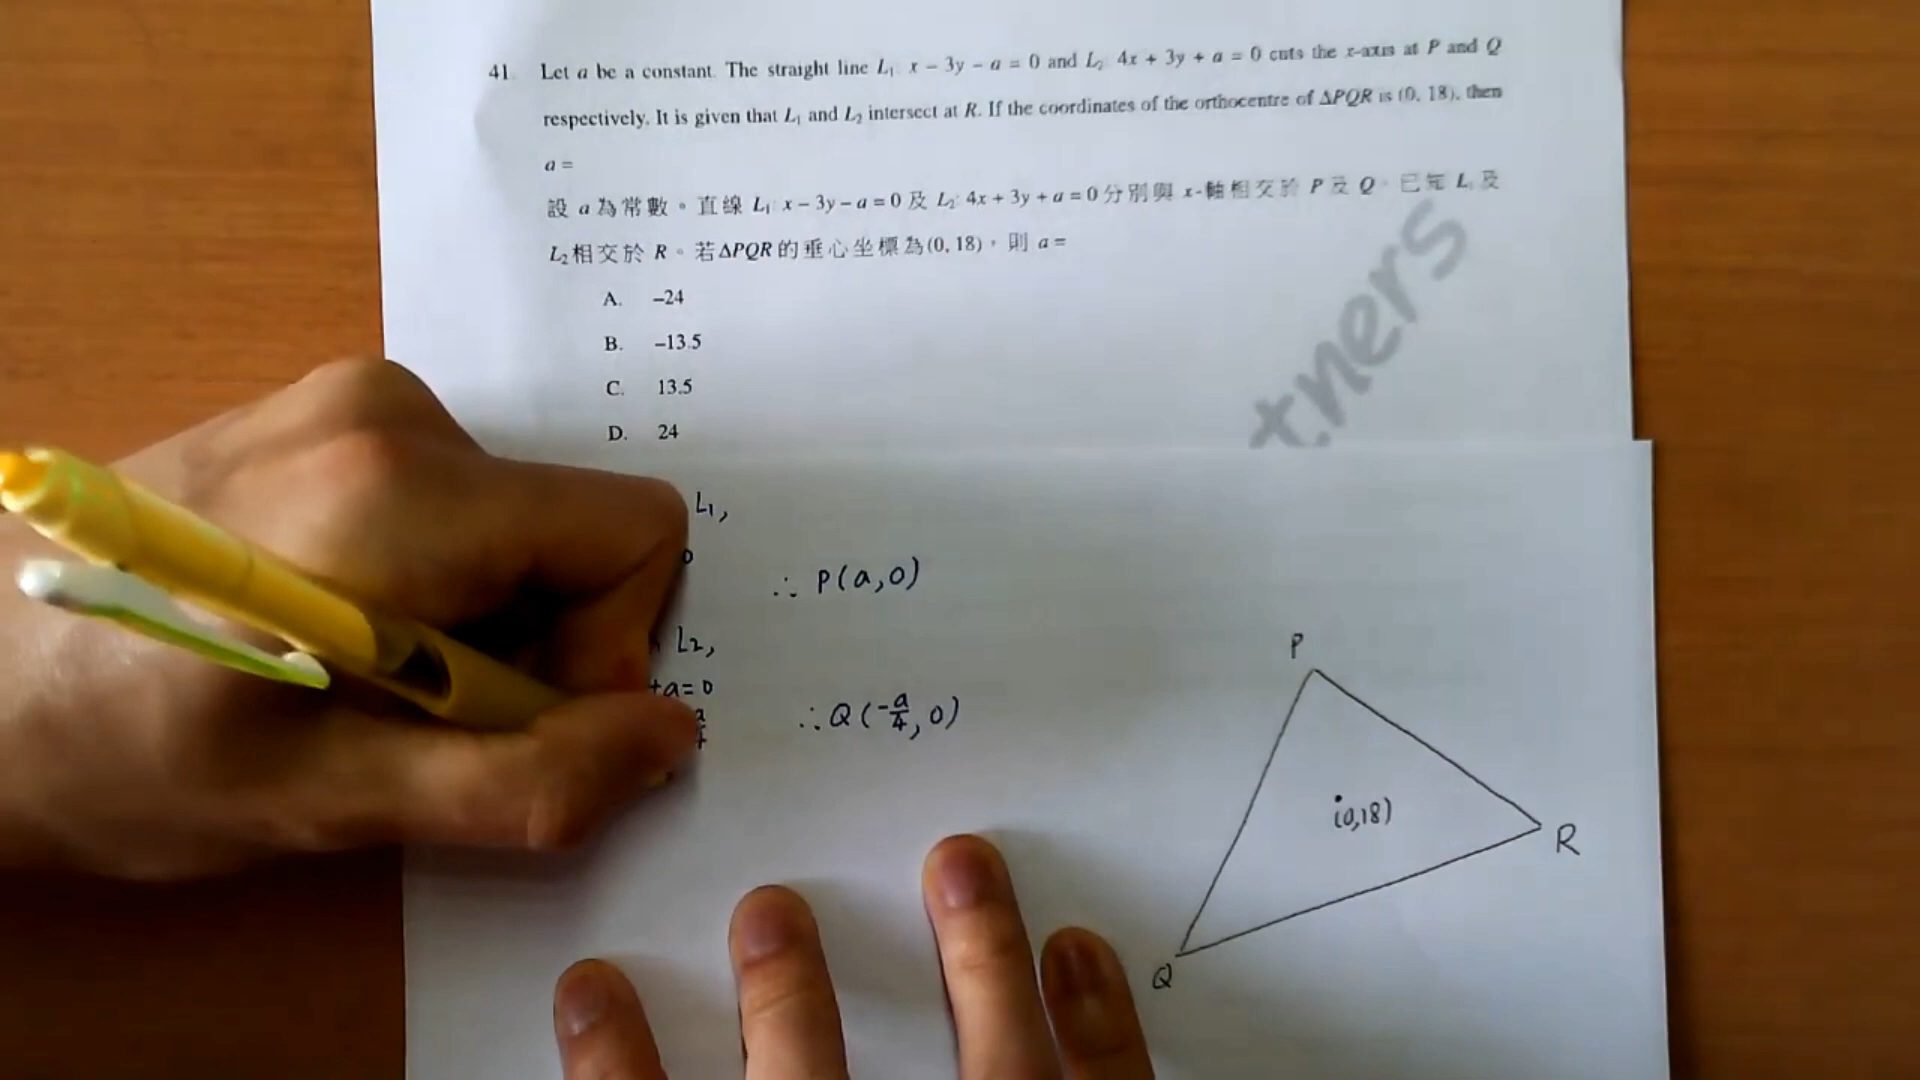 41. Let a be a constant. The straight line L₁: x − 3y − a = 0 and L₂: 4x + 3y + a = 0 cuts the x-axis at P and Q
respectively. It is given that L₁ and L₂ intersect at R. If the coordinates of the orthocentre of ΔPQR is (0, 18), then
a =
設 a 為常數。直線 L₁: x − 3y − a = 0 及 L₂: 4x + 3y + a = 0 分別與 x-軸相交於 P 及 Q。已知 L₁ 及
L₂ 相交於 R。若 ΔPQR 的垂心坐標為 (0, 18),則 a =
A. −24
B. −13.5
C. 13.5
D. 24
tners
L₁,
0
∴ P(a,0)
L₂,
+a=0
∴ Q(-a/4, 0)
P
(0,18)
R
Q